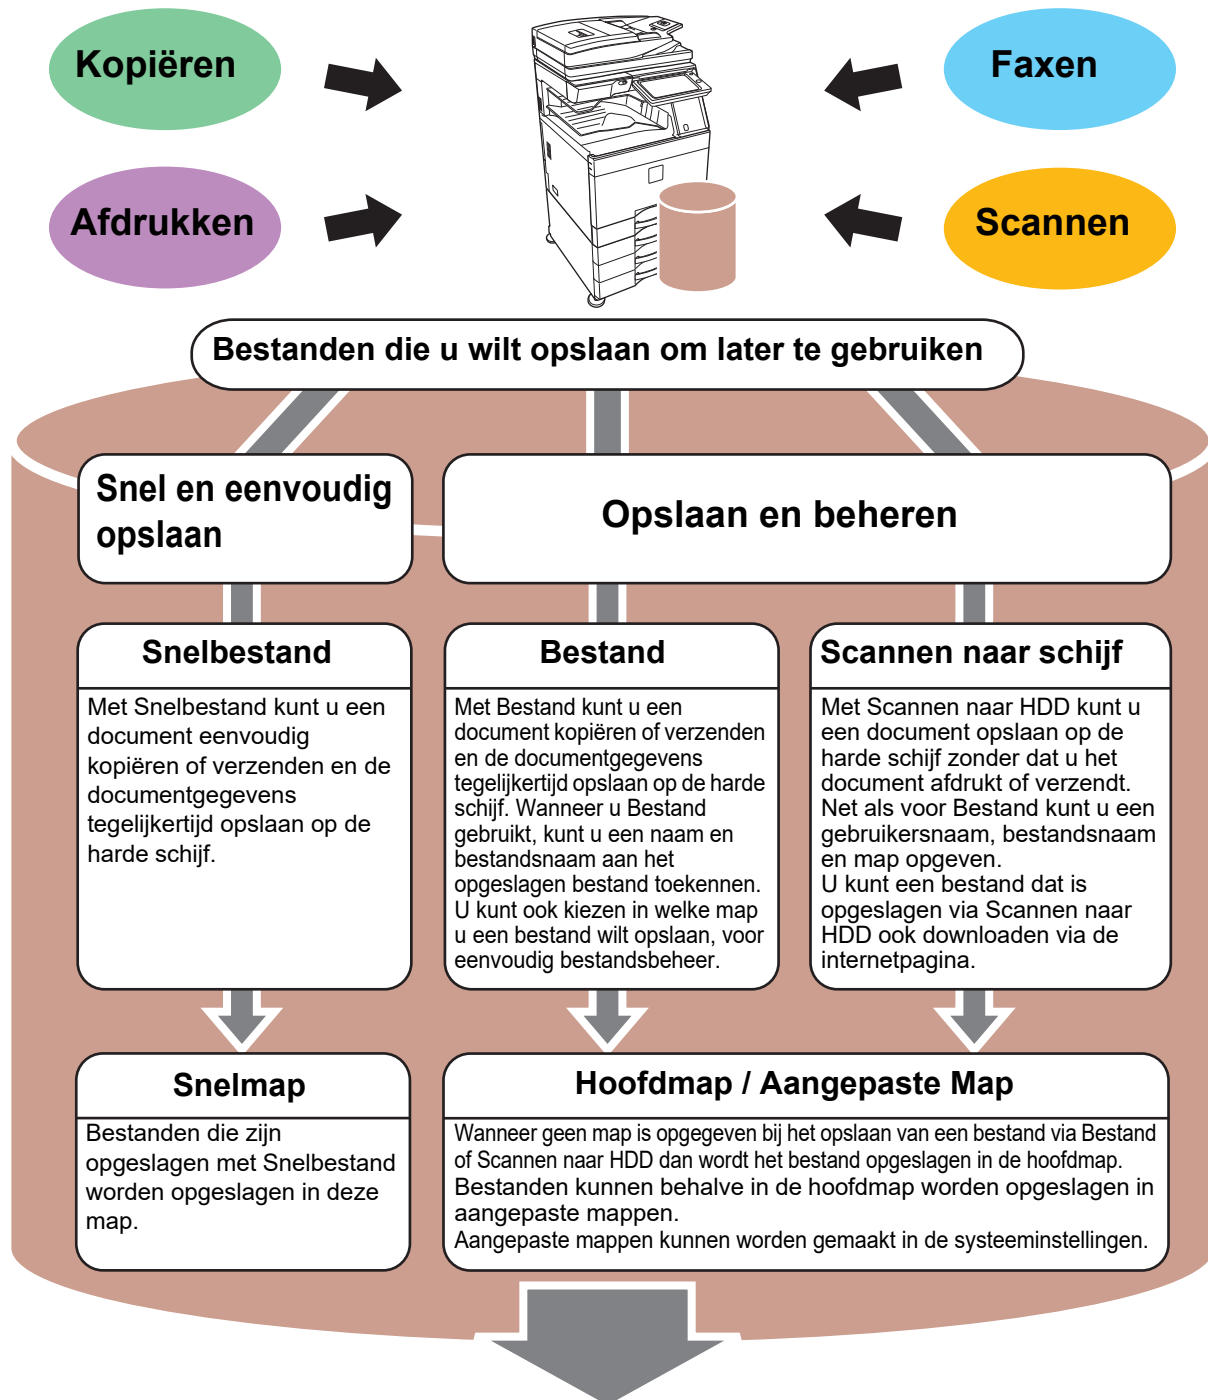 Kopiëren
Faxen
Afdrukken
Scannen
Bestanden die u wilt opslaan om later te gebruiken
Snel en eenvoudig
opslaan
Opslaan en beheren
Snelbestand
Met Snelbestand kunt u een
document eenvoudig
kopiëren of verzenden en de
documentgegevens
tegelijkertijd opslaan op de
harde schijf.
Bestand
Met Bestand kunt u een
document kopiëren of verzenden
en de documentgegevens
tegelijkertijd opslaan op de harde
schijf. Wanneer u Bestand
gebruikt, kunt u een naam en
bestandsnaam aan het
opgeslagen bestand toekennen.
U kunt ook kiezen in welke map
u een bestand wilt opslaan, voor
eenvoudig bestandsbeheer.
Scannen naar schijf
Met Scannen naar HDD kunt u
een document opslaan op de
harde schijf zonder dat u het
document afdrukt of verzendt.
Net als voor Bestand kunt u een
gebruikersnaam, bestandsnaam
en map opgeven.
U kunt een bestand dat is
opgeslagen via Scannen naar
HDD ook downloaden via de
internetpagina.
Snelmap
Bestanden die zijn
opgeslagen met Snelbestand
worden opgeslagen in deze
map.
Hoofdmap / Aangepaste Map
Wanneer geen map is opgegeven bij het opslaan van een bestand via Bestand
of Scannen naar HDD dan wordt het bestand opgeslagen in de hoofdmap.
Bestanden kunnen behalve in de hoofdmap worden opgeslagen in
aangepaste mappen.
Aangepaste mappen kunnen worden gemaakt in de systeeminstellingen.